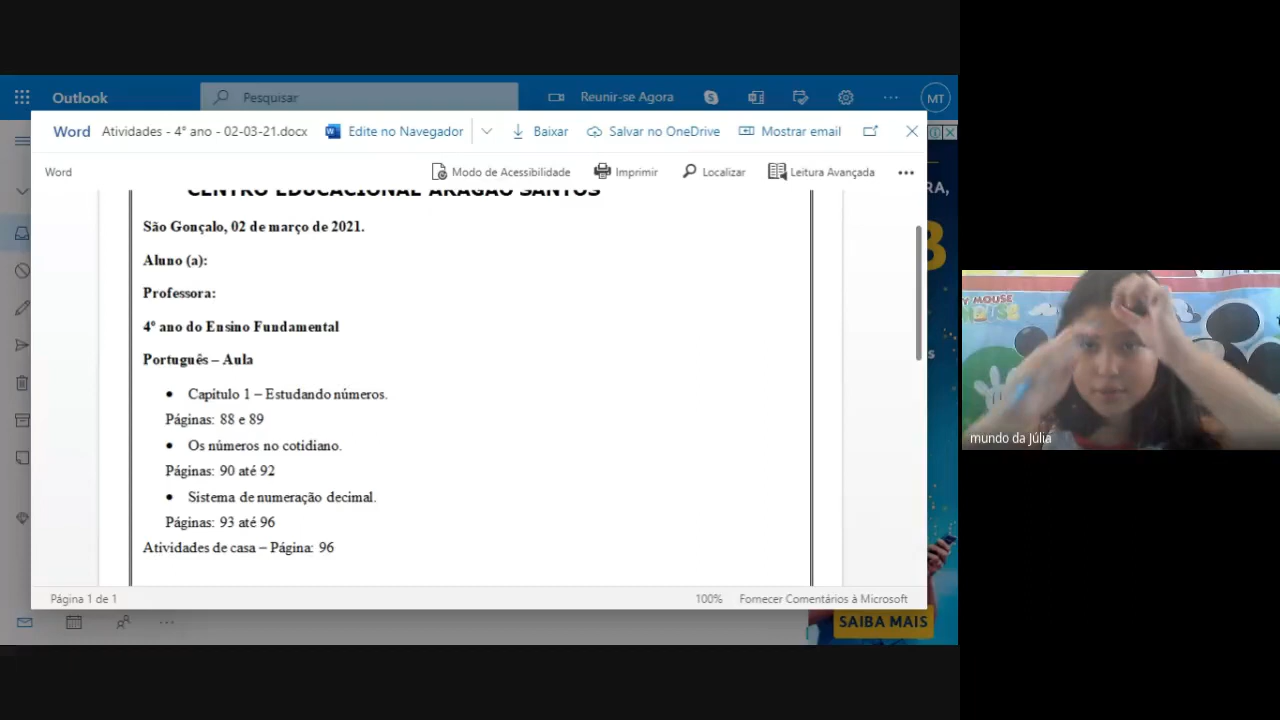 Outlook
Pesquisar
Reunir-se Agora
MT
Word
Atividades - 4° ano - 02-03-21.docx
Edite no Navegador
Baixar
Salvar no OneDrive
Mostrar email
Word
Modo de Acessibilidade
Imprimir
Localizar
Leitura Avançada
CENTRO EDUCACIONAL ARAGÃO SANTOS
São Gonçalo, 02 de março de 2021.
Aluno (a):
Professora:
4º ano do Ensino Fundamental
Português – Aula
• Capítulo 1 – Estudando números.
Páginas: 88 e 89
• Os números no cotidiano.
Páginas: 90 até 92
• Sistema de numeração decimal.
Páginas: 93 até 96
Atividades de casa – Página: 96
Página 1 de 1
100%
Fornecer Comentários à Microsoft
RA,
SAIBA MAIS
Y MOUSE
mundo da Júlia